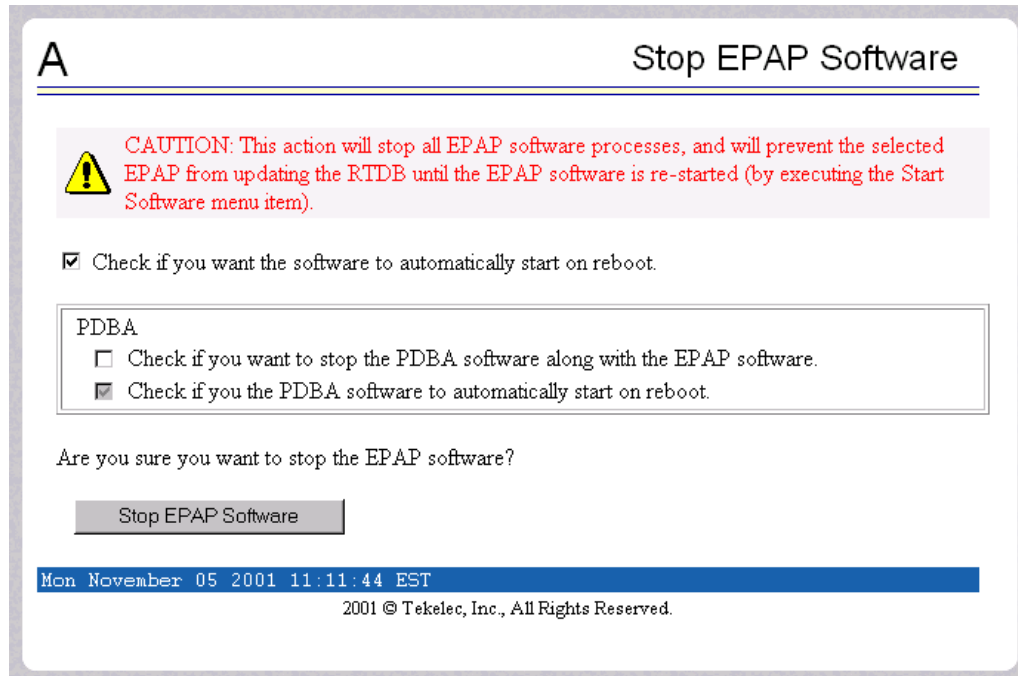 A
Stop EPAP Software
CAUTION: This action will stop all EPAP software processes, and will prevent the selected
EPAP from updating the RTDB until the EPAP software is re-started (by executing the Start
Software menu item).
Check if you want the software to automatically start on reboot.
PDBA
Check if you want to stop the PDBA software along with the EPAP software.
Check if you the PDBA software to automatically start on reboot.
Are you sure you want to stop the EPAP software?
Stop EPAP Software
Mon November 05 2001 11:11:44 EST
2001 © Tekelec, Inc., All Rights Reserved.